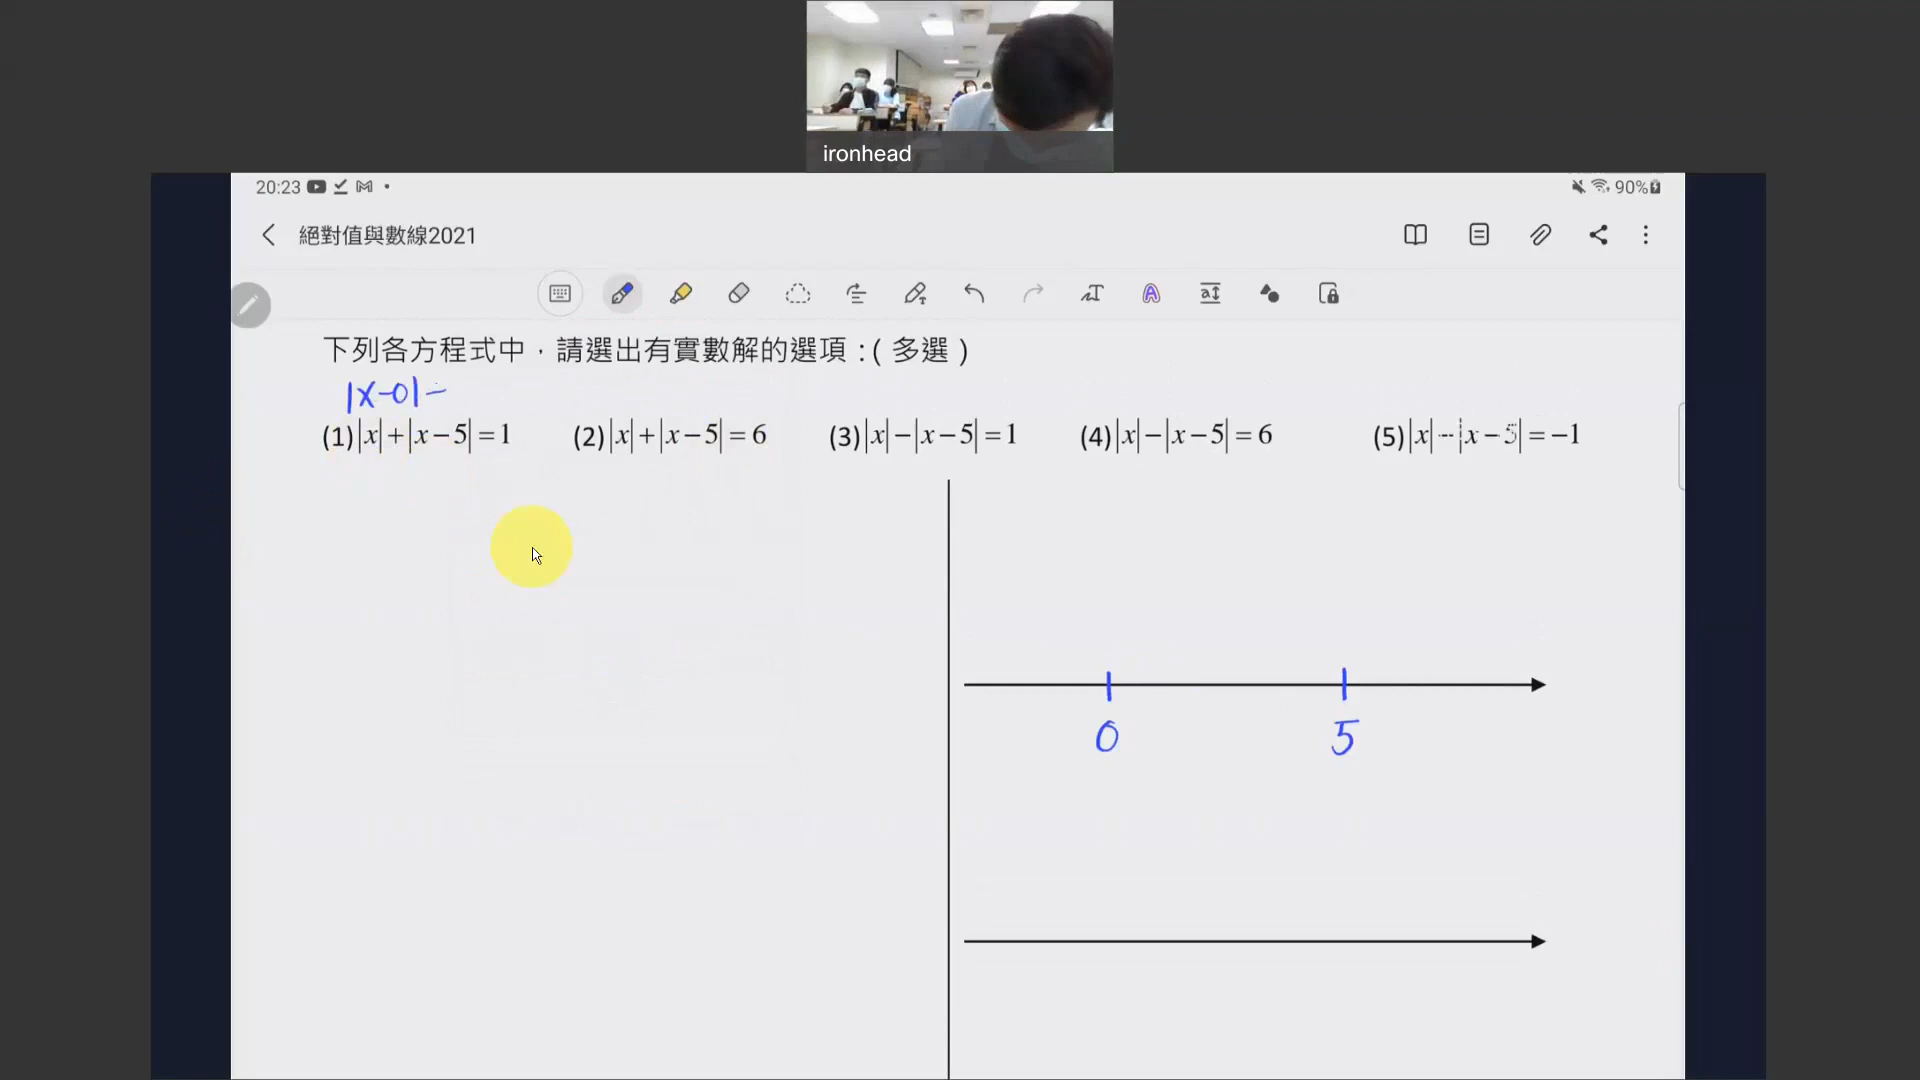 ironhead
20:23
90%
絕對值與數線2021
下列各方程式中，請選出有實數解的選項：( 多選 )
|x-0| =
(1)|x|+|x−5|=1 (2)|x|+|x−5|=6 (3)|x|−|x−5|=1 (4)|x|−|x−5|=6 (5)|x|−|x−5|=−1
0 5